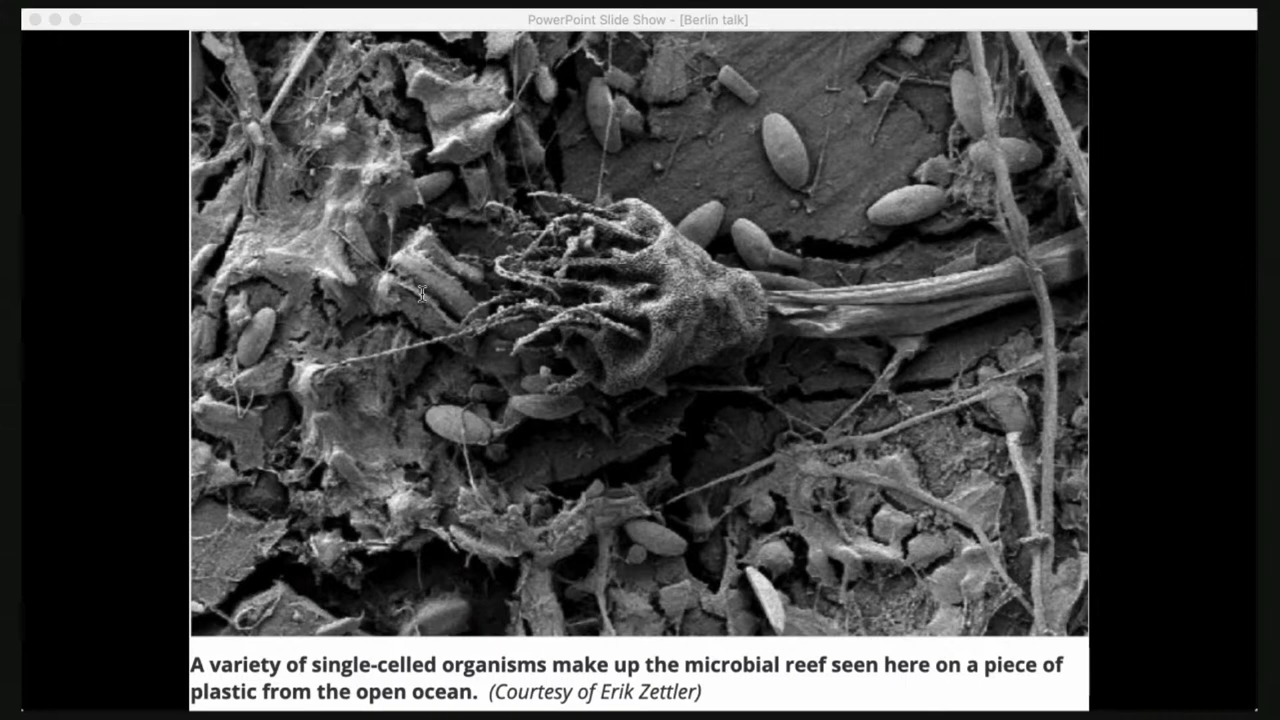 PowerPoint Slide Show - [Berlin talk]
A variety of single-celled organisms make up the microbial reef seen here on a piece of
plastic from the open ocean. (Courtesy of Erik Zettler)